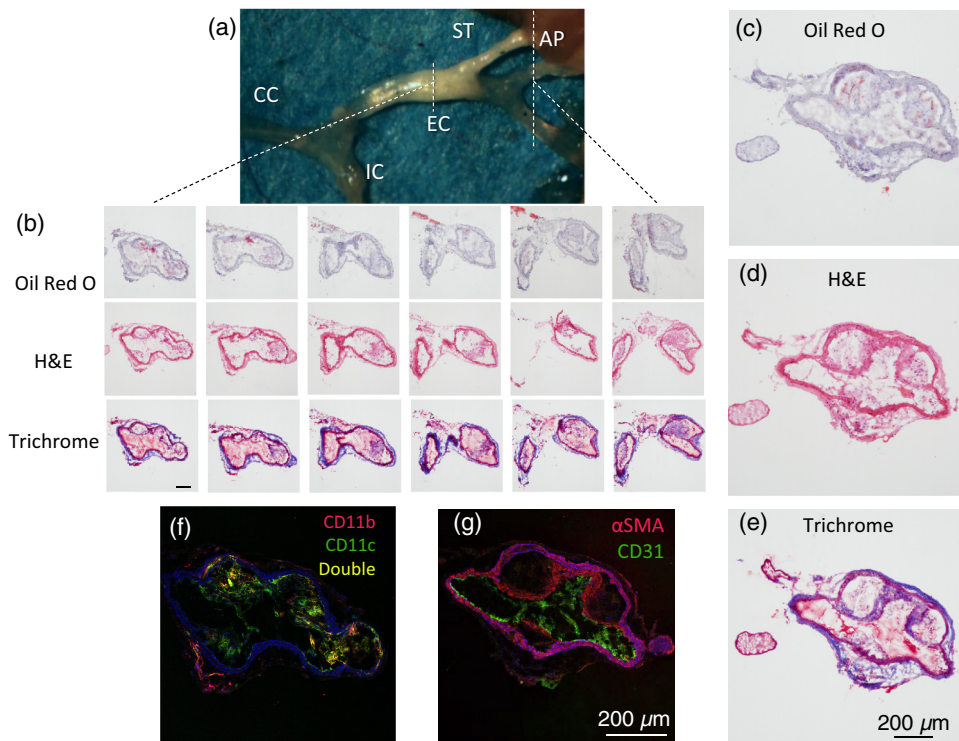 (a)
ST
AP
CC
EC
IC
(b)
Oil Red O
H&E
Trichrome
(c)
Oil Red O
(d)
H&E
(e)
Trichrome
200 µm
(f)
CD11b
CD11c
Double
(g)
αSMA
CD31
200 µm